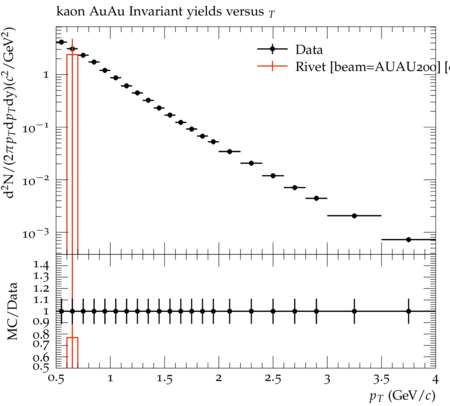 kaon AuAu Invariant yields versus T
Data
Rivet [beam=AUAU200] [
d²N/(2πp_T dp_T dy)(c²/GeV²)
1
10⁻¹
10⁻²
10⁻³
MC/Data
1.4
1.3
1.2
1.1
1
0.9
0.8
0.7
0.6
0.5
0.5 1 1.5 2 2.5 3 3.5 4
p_T (GeV/c)